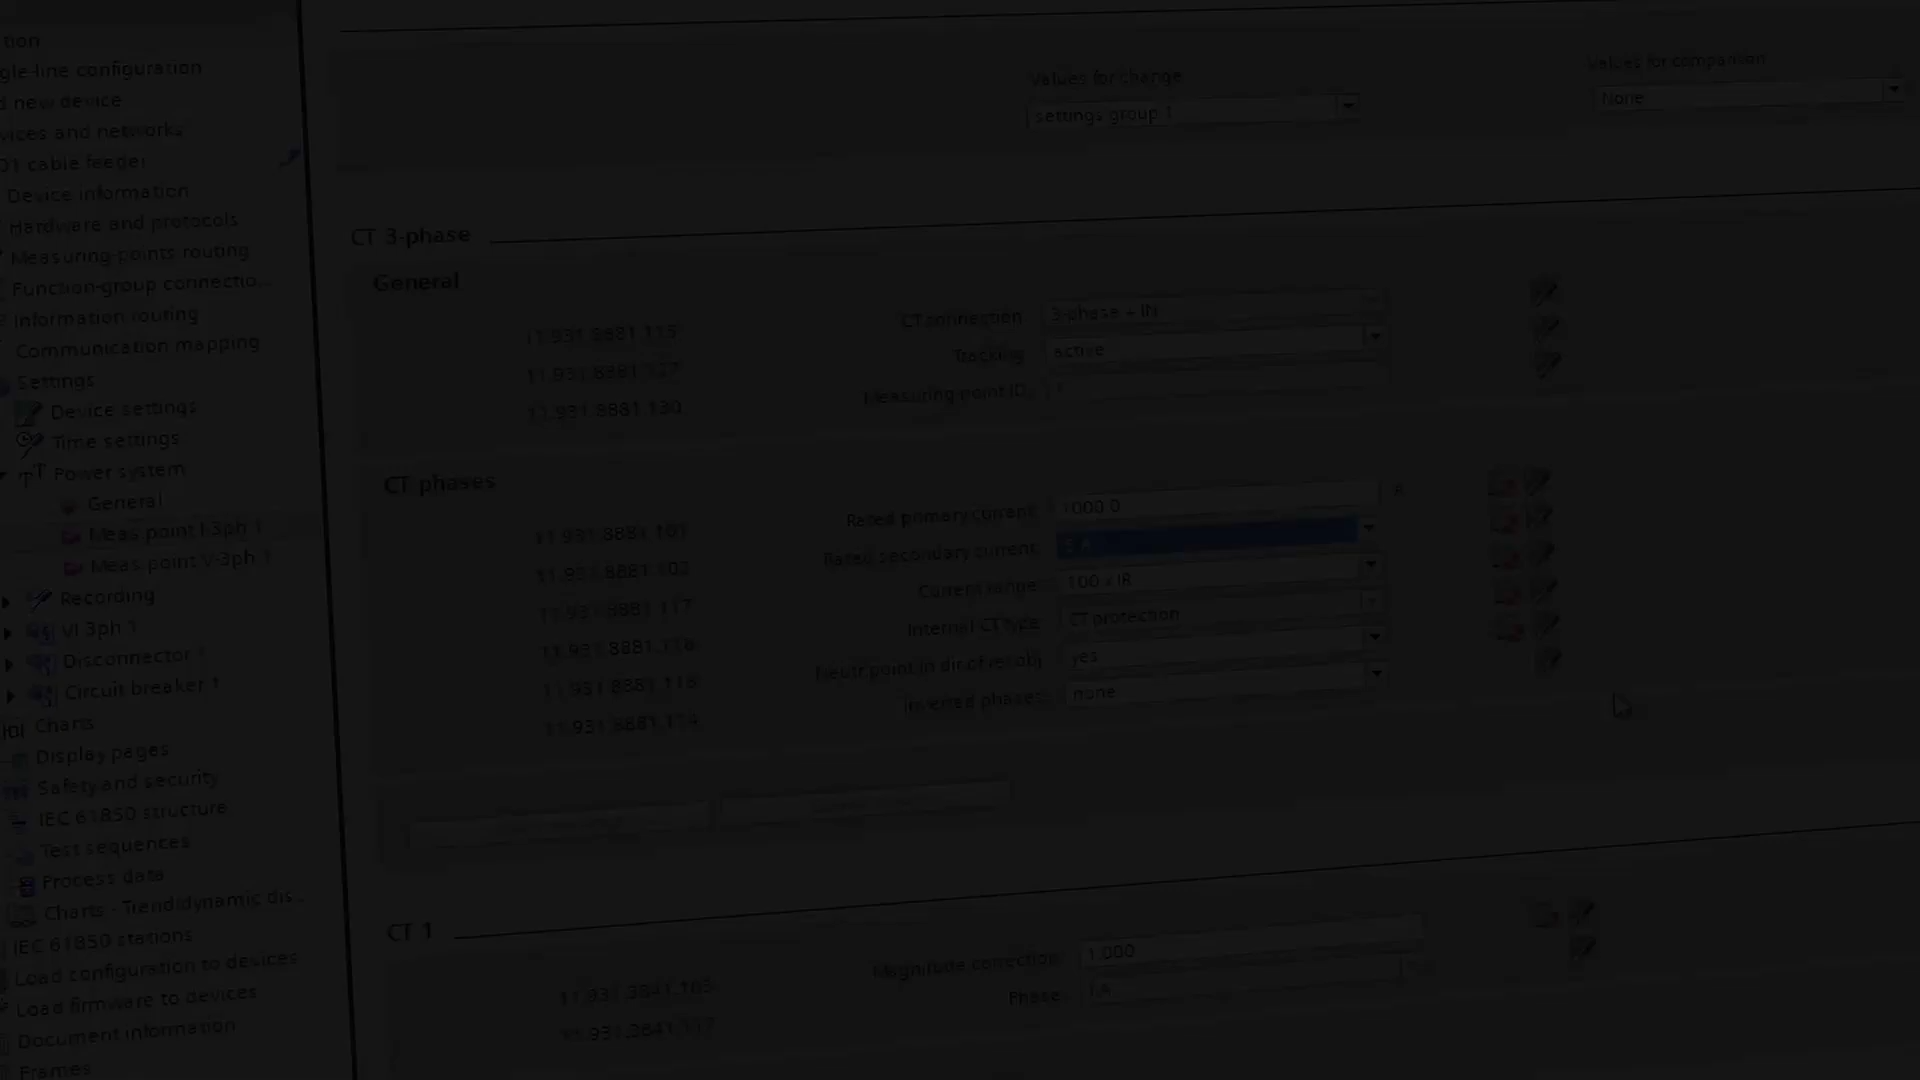 tion
gle-line configuration
d new device
vices and networks
01 cable feeder
Device information
Hardware and protocols
Measuring-points routing
Function-group connectio...
Information routing
Communication mapping
Settings
Device settings
Time settings
Power system
General
Meas point I-3ph 1
Meas point V-3ph 1
Recording
VI 3ph 1
Disconnector 1
Circuit breaker 1
Charts
Display pages
Safety and security
IEC 61850 structure
Test sequences
Process data
Charts - Trend/dynamic dis...
IEC 61850 stations
Load configuration to devices
Load firmware to devices
Document information
Frames
Values for change
settings group 1
Values for comparison
None
CT 3-phase
General
CT connection: 3-phase + IN
Tracking: active
11.931.8881.130 Measuring point ID: 1
CT phases
11.931.8881.101 Rated primary current: 1000.0 A
11.931.8881.102 Rated secondary current: 5 A
11.931.8881.117 Current range: 100 x IR
Internal CT type: CT protection
11.931.8881.116 Neutr.point in dir.of ref.obj: yes
11.931.8881.114 Inverted phases: none
CT 1
11.931.3841.103 Magnitude correction: 1.000
11.931.3841.117 Phase: I A